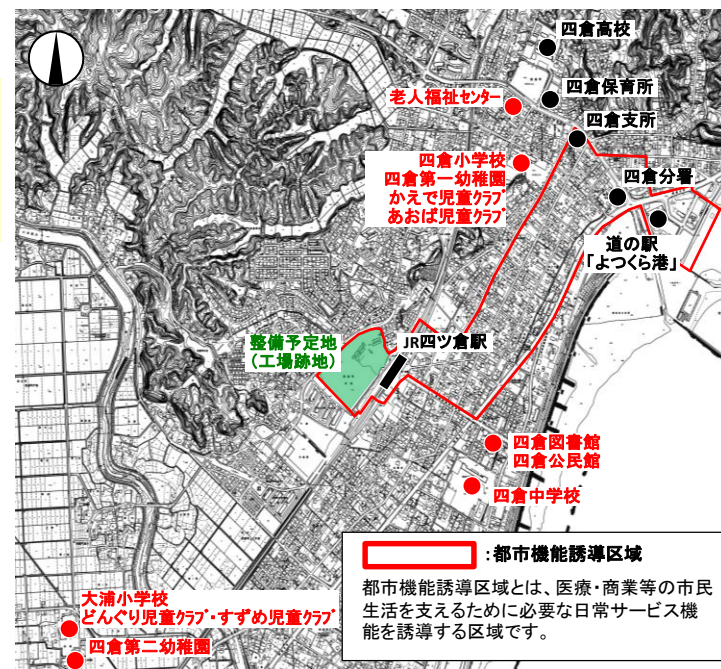 四倉高校
四倉保育所
老人福祉センター
四倉支所
四倉小学校
四倉第一幼稚園
かえで児童クラブ
あおば児童クラブ
四倉分署
道の駅
「よつくら港」
整備予定地
(工場跡地)
JR四ツ倉駅
四倉図書館
四倉公民館
四倉中学校
:都市機能誘導区域
都市機能誘導区域とは、医療・商業等の市民
生活を支えるために必要な日常サービス機
能を誘導する区域です。
大浦小学校
どんぐり児童クラブ・すずめ児童クラブ
四倉第二幼稚園